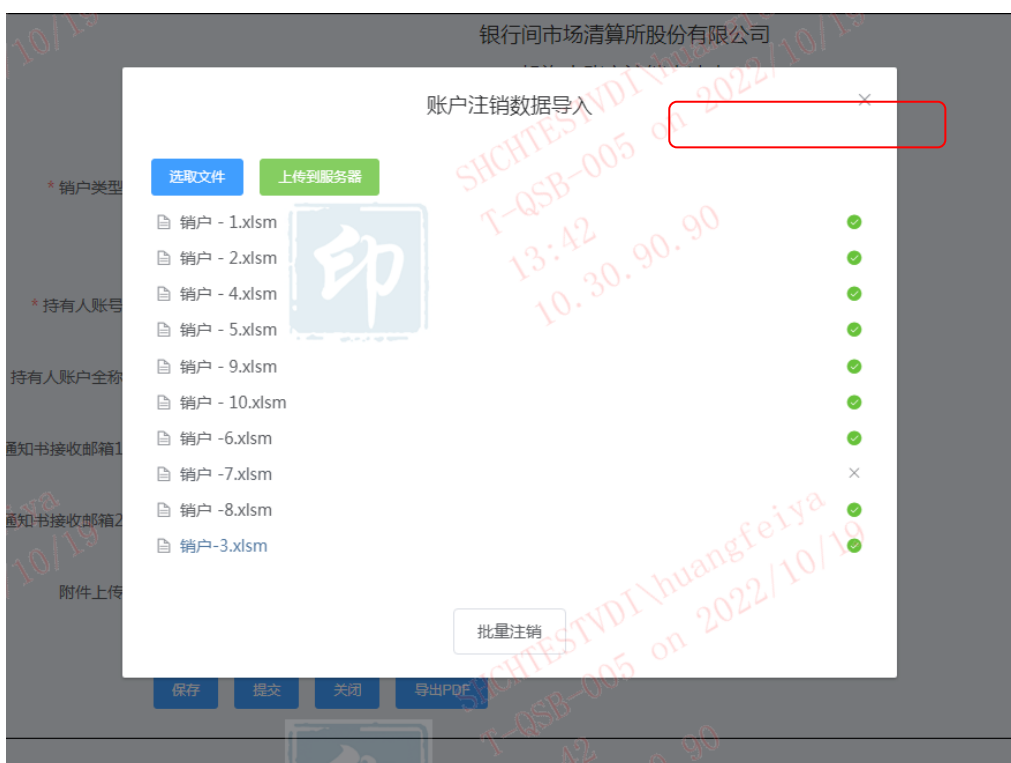 银行间市场清算所股份有限公司
账户注销数据导入
选取文件 上传到服务器
* 销户类型
销户 - 1.xlsm
销户 - 2.xlsm
销户 - 4.xlsm
* 持有人账号
销户 - 5.xlsm
销户 - 9.xlsm
持有人账户全称
销户 - 10.xlsm
销户 -6.xlsm
通知书接收邮箱1
销户 -7.xlsm
销户 -8.xlsm
通知书接收邮箱2
销户-3.xlsm
附件上传
批量注销
保存 提交 关闭 导出PDF
印
SHCHTESTVDI\huangfeiya
T-QSB-005 on 2022/10/19
13:42
10.30.90.90